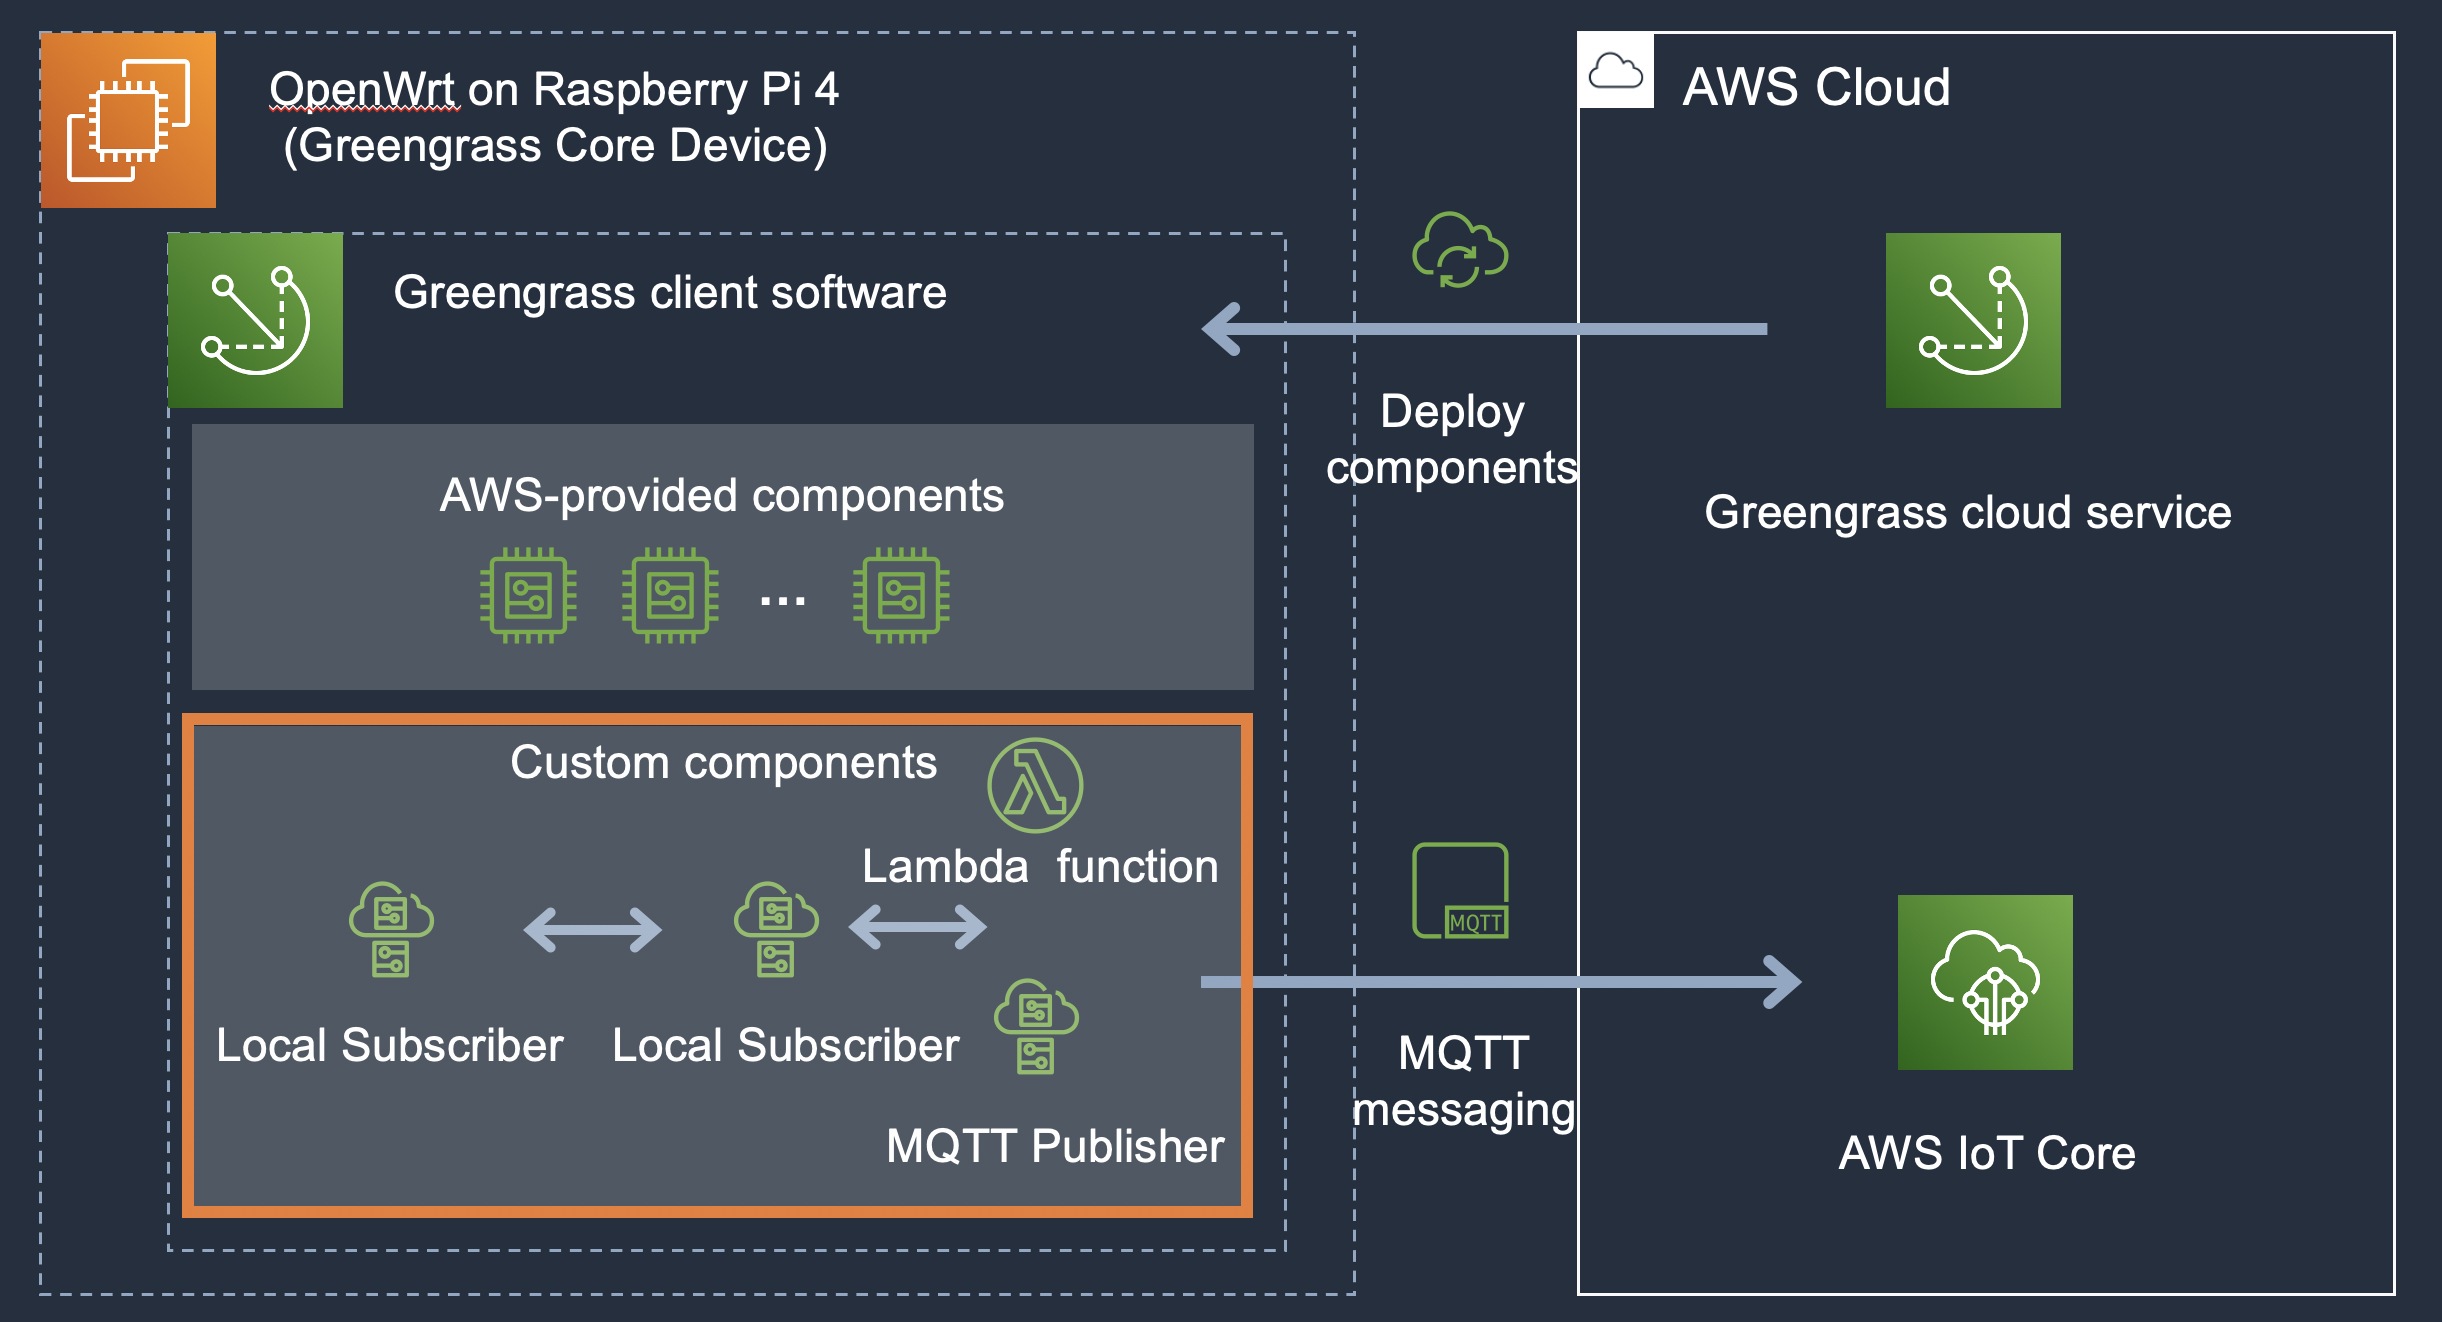 OpenWrt on Raspberry Pi 4
(Greengrass Core Device)
AWS Cloud
Greengrass client software
Deploy
components
Greengrass cloud service
AWS-provided components
...
Custom components
Lambda function
Local Subscriber
Local Subscriber
MQTT Publisher
MQTT
MQTT
messaging
AWS IoT Core